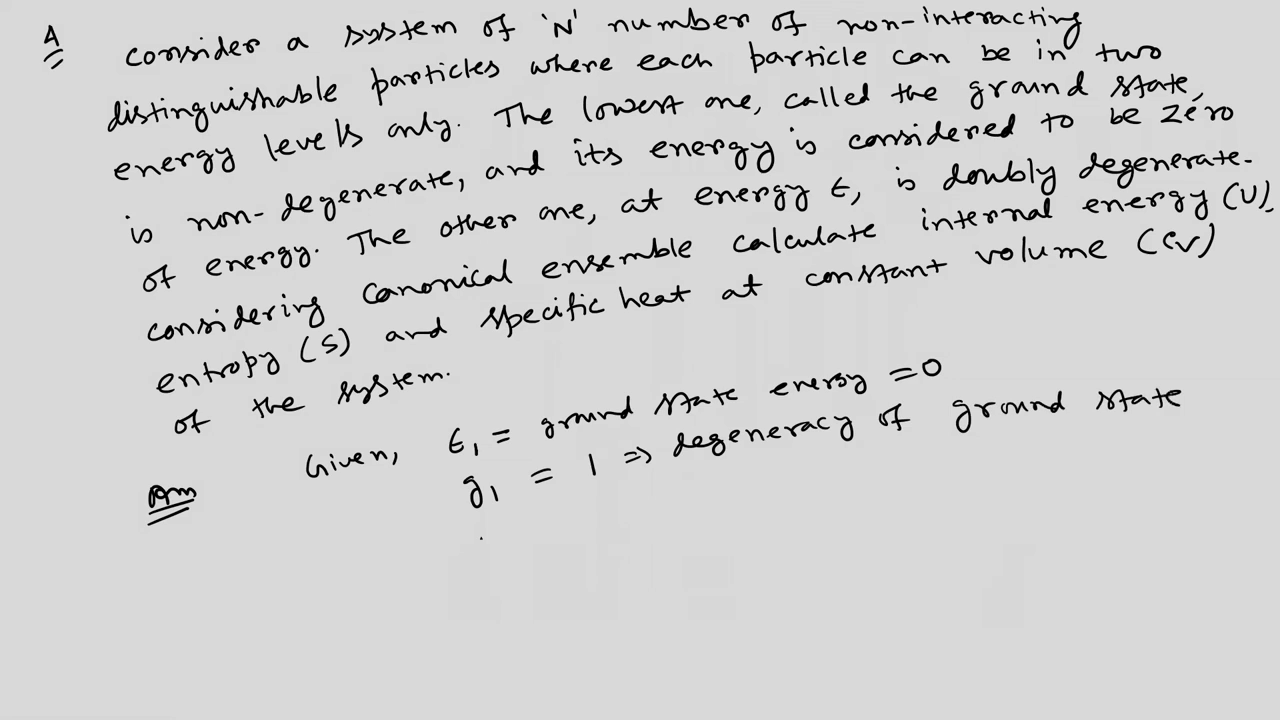 4 Consider a system of 'N' number of non-interacting
distinguishable particles where each particle can be in two
energy levels only. The lowest one, called the ground state,
is non-degenerate, and its energy is considered to be zero
of energy. The other one, at energy ϵ, is doubly degenerate.
Considering canonical ensemble calculate internal energy (U),
entropy (S) and specific heat at constant volume (Cv)
of the system.
Ans Given, ϵ₁ = ground state energy = 0
g₁ = 1 ⇒ degeneracy of ground state